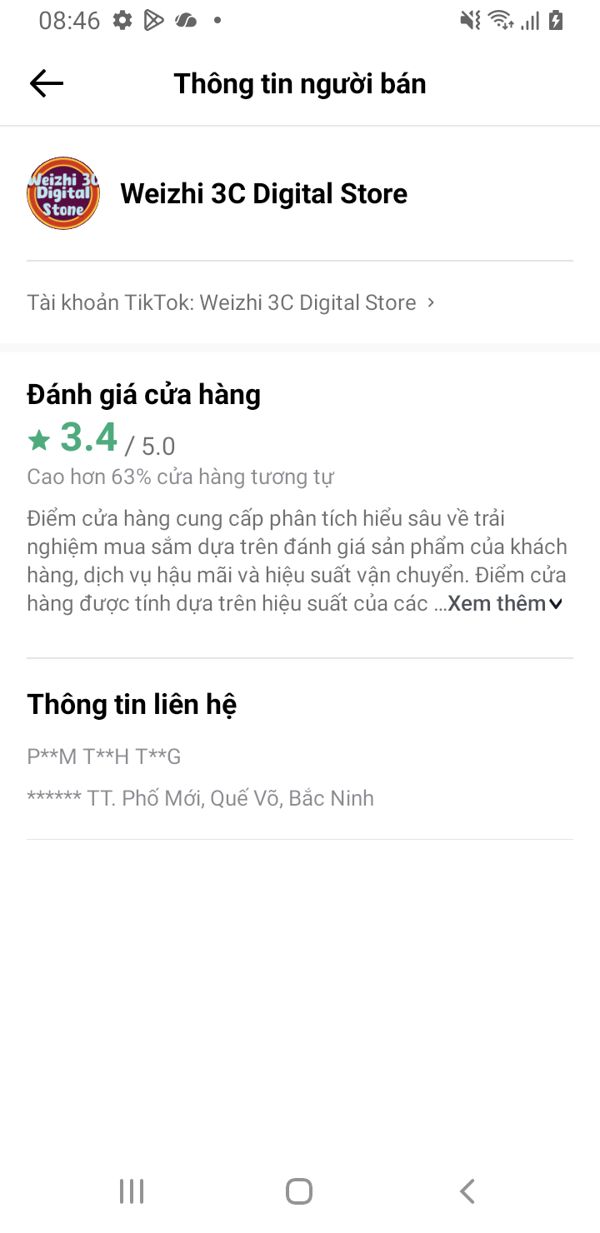 08:46
Thông tin người bán
Weizhi 3C
Digital
Stone
Weizhi 3C Digital Store
Tài khoản TikTok: Weizhi 3C Digital Store >
Đánh giá cửa hàng
★ 3.4 / 5.0
Cao hơn 63% cửa hàng tương tự
Điểm cửa hàng cung cấp phân tích hiểu sâu về trải
nghiệm mua sắm dựa trên đánh giá sản phẩm của khách
hàng, dịch vụ hậu mãi và hiệu suất vận chuyển. Điểm cửa
hàng được tính dựa trên hiệu suất của các ...Xem thêm
Thông tin liên hệ
P**M T**H T**G
****** TT. Phố Mới, Quế Võ, Bắc Ninh